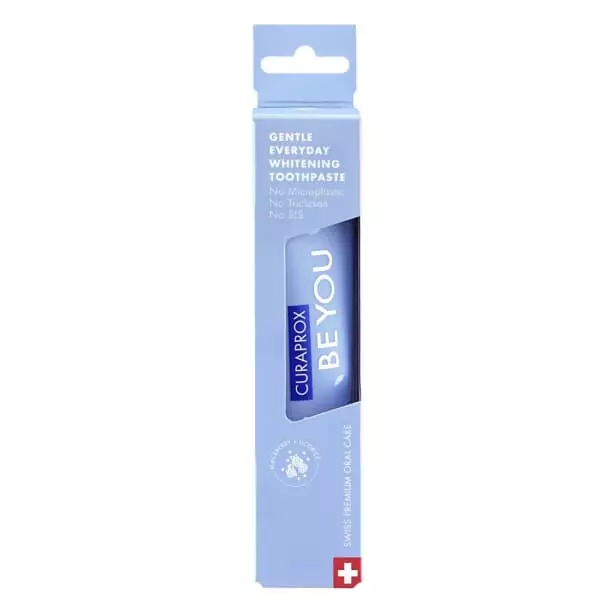 GENTLE
EVERYDAY
WHITENING
TOOTHPASTE
No Microplastic
No Triclosan
No SLS
CURAPROX
BE YOU
SWISS PREMIUM ORAL CARE